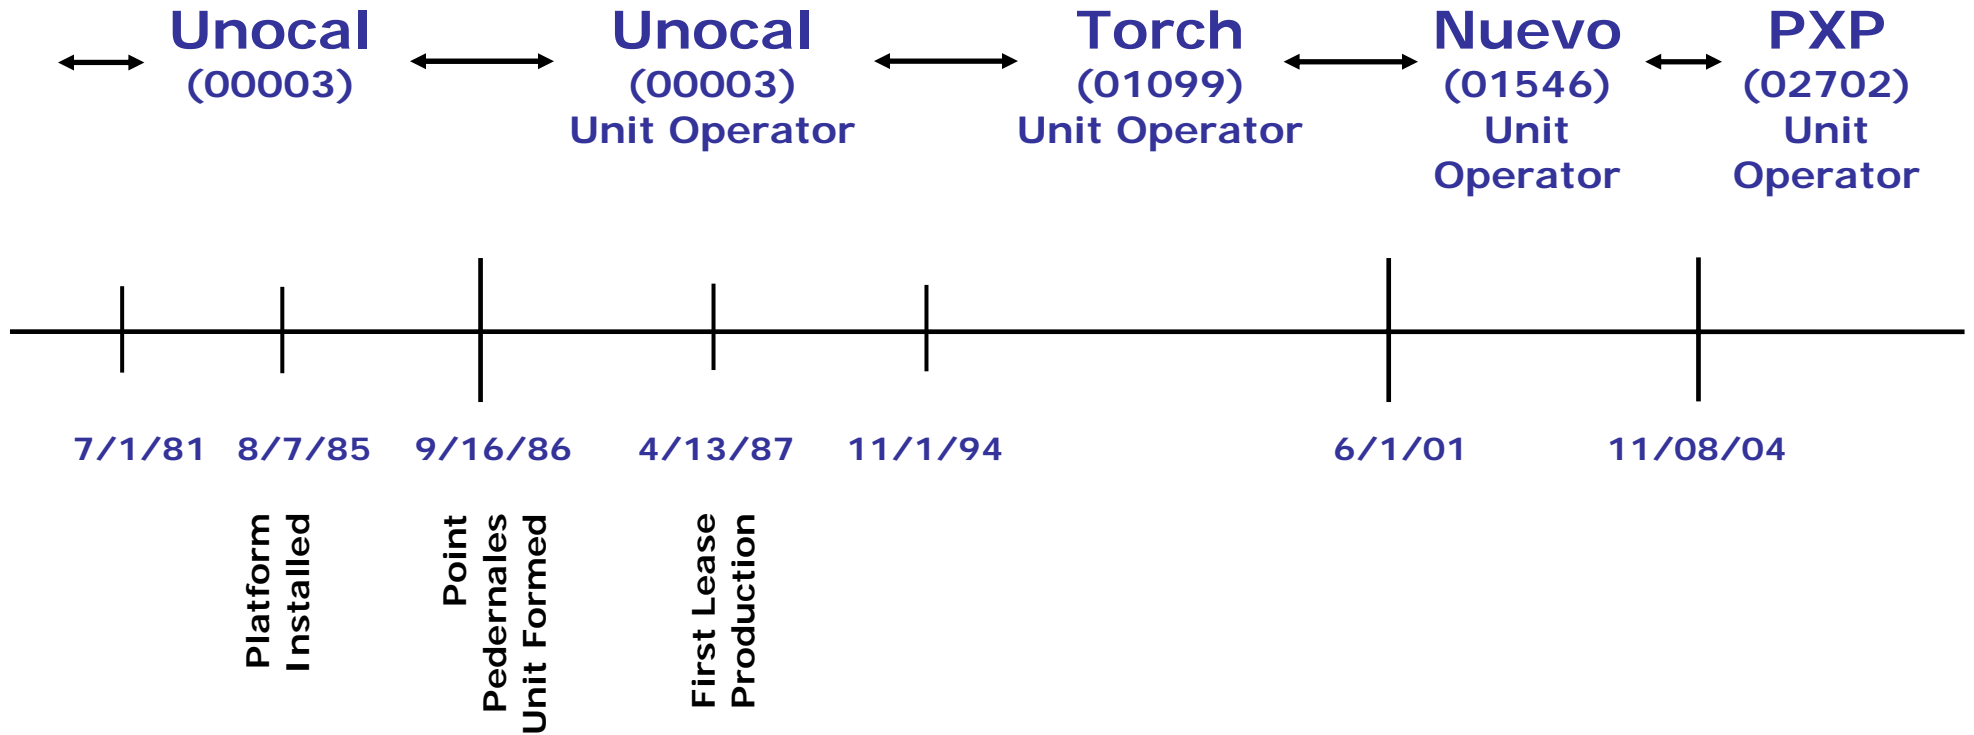 Unocal
(00003)
Unocal
(00003)
Unit Operator
Torch
(01099)
Unit Operator
Nuevo
(01546)
Unit
Operator
PXP
(02702)
Unit
Operator
7/1/81
8/7/85
9/16/86
4/13/87
11/1/94
6/1/01
11/08/04
Platform
Installed
Point
Pedernales
Unit Formed
First Lease
Production